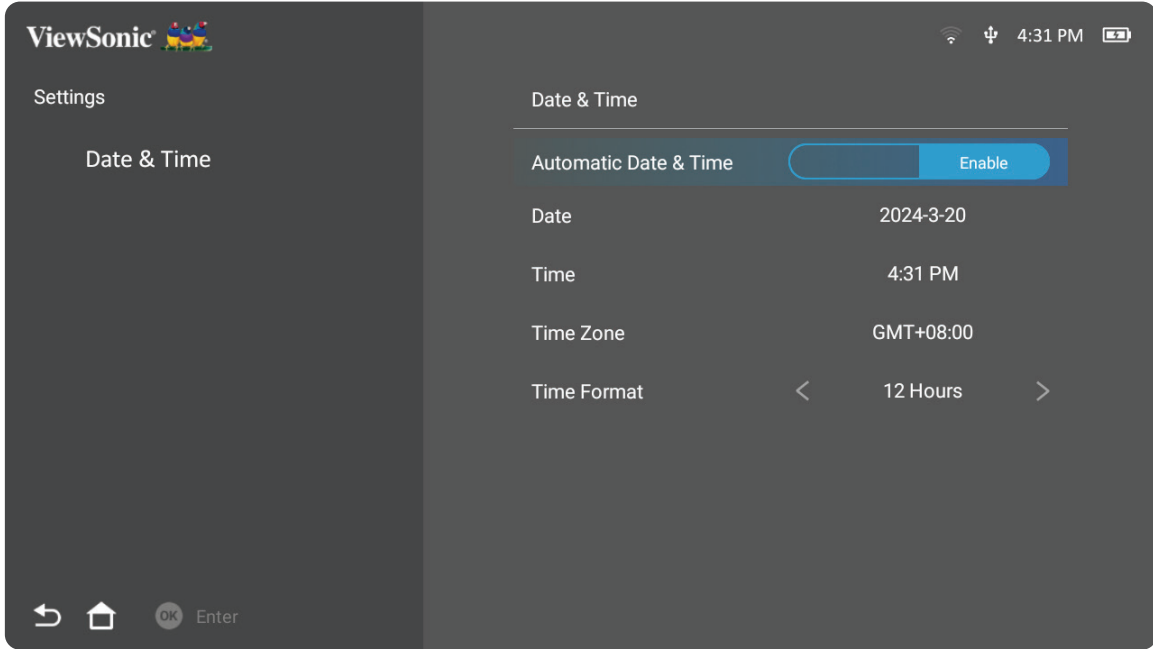 ViewSonic®
4:31 PM
Settings
Date & Time
Date & Time
Automatic Date & Time Enable
Date 2024-3-20
Time 4:31 PM
Time Zone GMT+08:00
Time Format < 12 Hours >
OK Enter